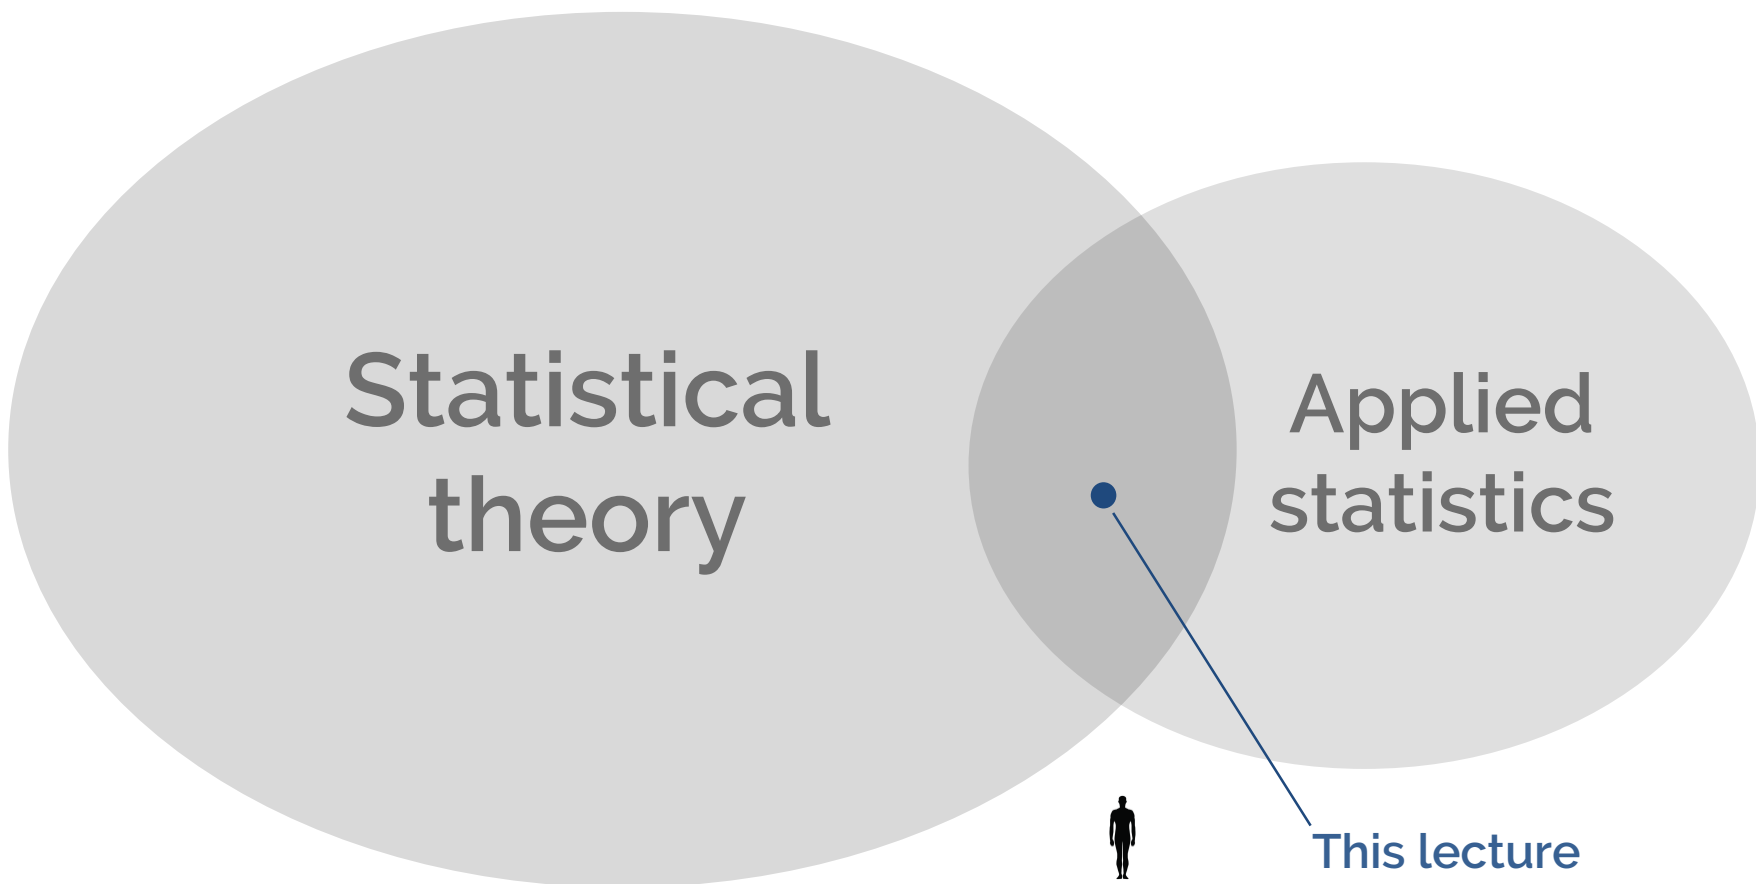 Statistical
theory
Applied
statistics
This lecture